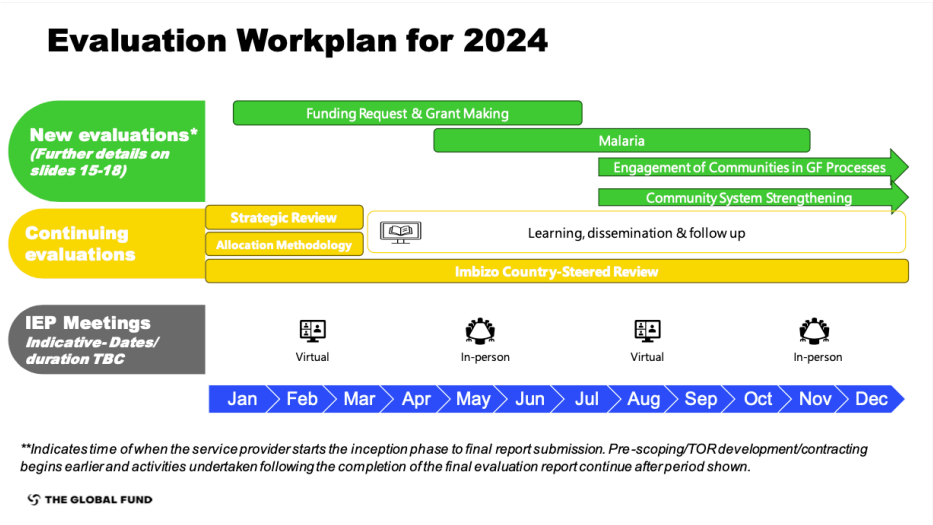 Evaluation Workplan for 2024
New evaluations*
(Further details on
slides 15-18)
Funding Request & Grant Making
Malaria
Engagement of Communities in GF Processes
Community System Strengthening
Continuing
evaluations
Strategic Review
Allocation Methodology
Learning, dissemination & follow up
Imbizo Country-Steered Review
IEP Meetings
Indicative- Dates/
duration TBC
Virtual
In-person
Virtual
In-person
Jan Feb Mar Apr May Jun Jul Aug Sep Oct Nov Dec
**Indicates time of when the service provider starts the inception phase to final report submission. Pre-scoping/TOR development/contracting
begins earlier and activities undertaken following the completion of the final evaluation report continue after period shown.
THE GLOBAL FUND